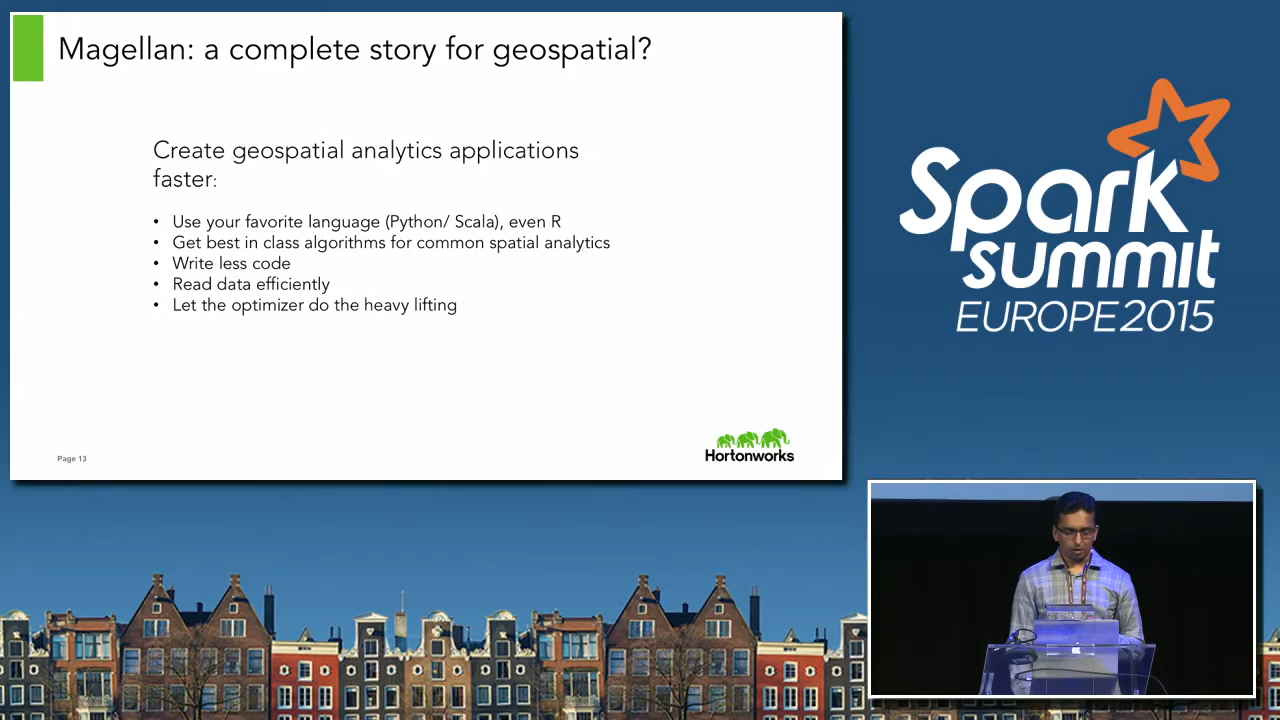 Magellan: a complete story for geospatial?
Create geospatial analytics applications
faster:
• Use your favorite language (Python/ Scala), even R
• Get best in class algorithms for common spatial analytics
• Write less code
• Read data efficiently
• Let the optimizer do the heavy lifting
Page 13
Hortonworks
Spark
summit
EUROPE 2015